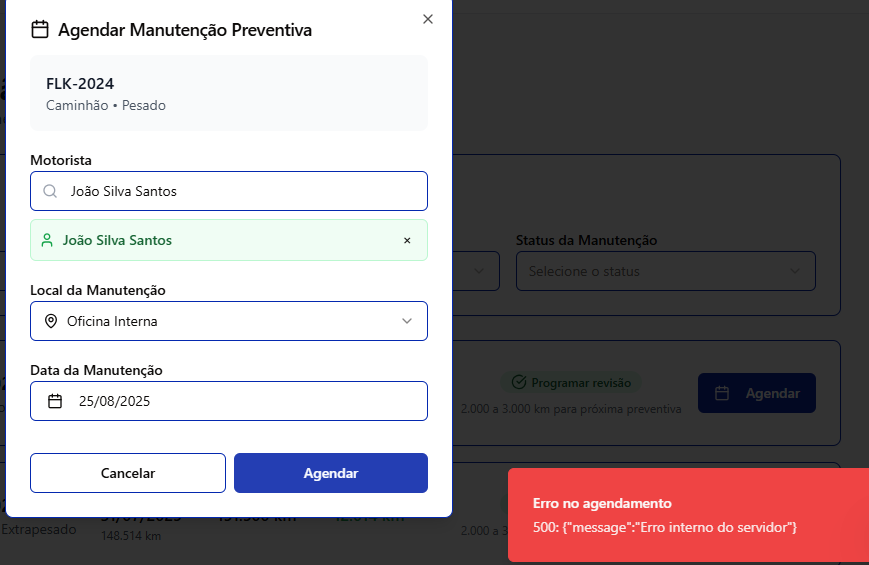 Agendar Manutenção Preventiva
FLK-2024
Caminhão • Pesado
Motorista
João Silva Santos
João Silva Santos
Local da Manutenção
Oficina Interna
Data da Manutenção
25/08/2025
Cancelar
Agendar
Status da Manutenção
Selecione o status
Programar revisão
2.000 a 3.000 km para próxima preventiva
Agendar
Extrapesado
148.514 km
2.000 a 3
Erro no agendamento
500: {"message":"Erro interno do servidor"}